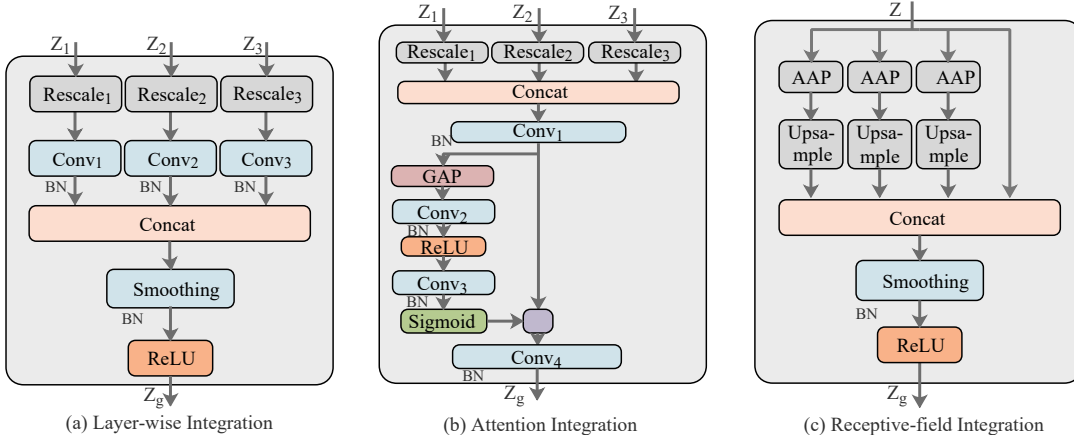 Z1 Z2 Z3
Rescale1 Rescale2 Rescale3
Conv1 Conv2 Conv3
BN BN BN
Concat
Smoothing
BN
ReLU
Zg
(a) Layer-wise Integration
Z1 Z2 Z3
Rescale1 Rescale2 Rescale3
Concat
Conv1
BN
GAP
Conv2
BN
ReLU
Conv3
BN
Sigmoid
Conv4
BN
Zg
(b) Attention Integration
Z
AAP AAP AAP
Upsa- Upsa- Upsa-
mple mple mple
Concat
Smoothing
BN
ReLU
Zg
(c) Receptive-field Integration